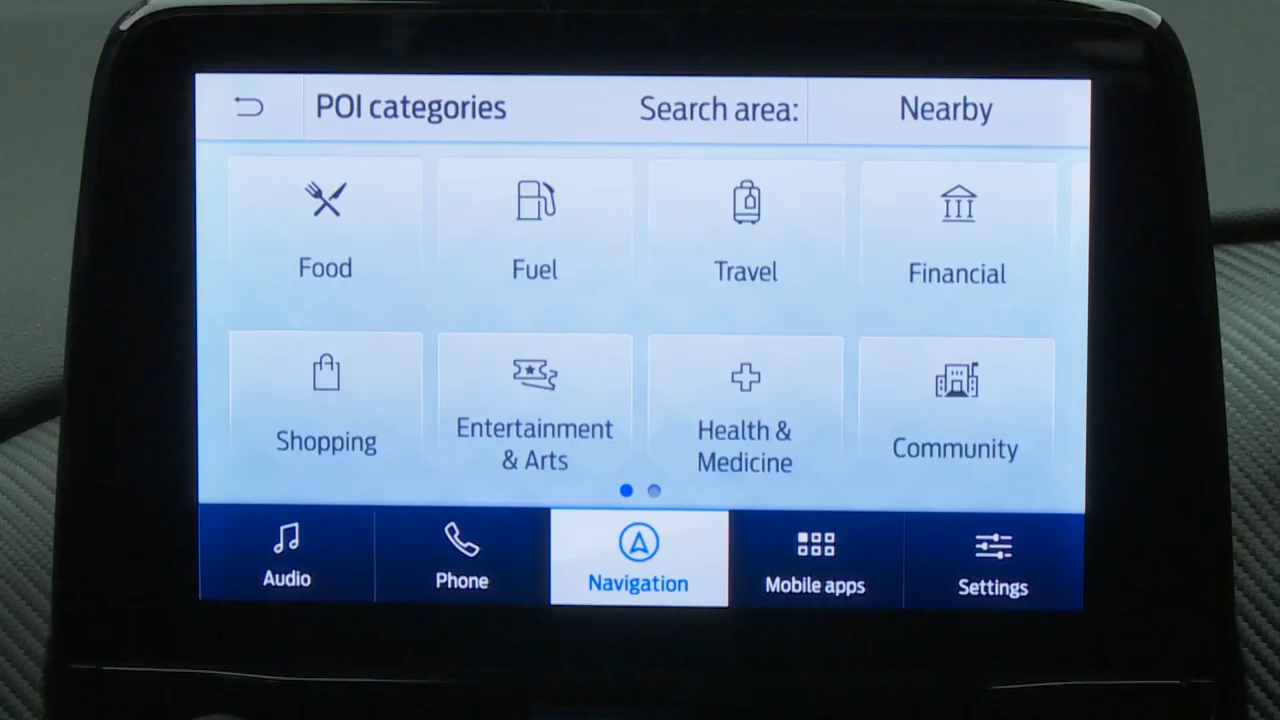 POI categories
Search area:
Nearby
Food
Fuel
Travel
Financial
Shopping
Entertainment
& Arts
Health &
Medicine
Community
Audio
Phone
Navigation
Mobile apps
Settings